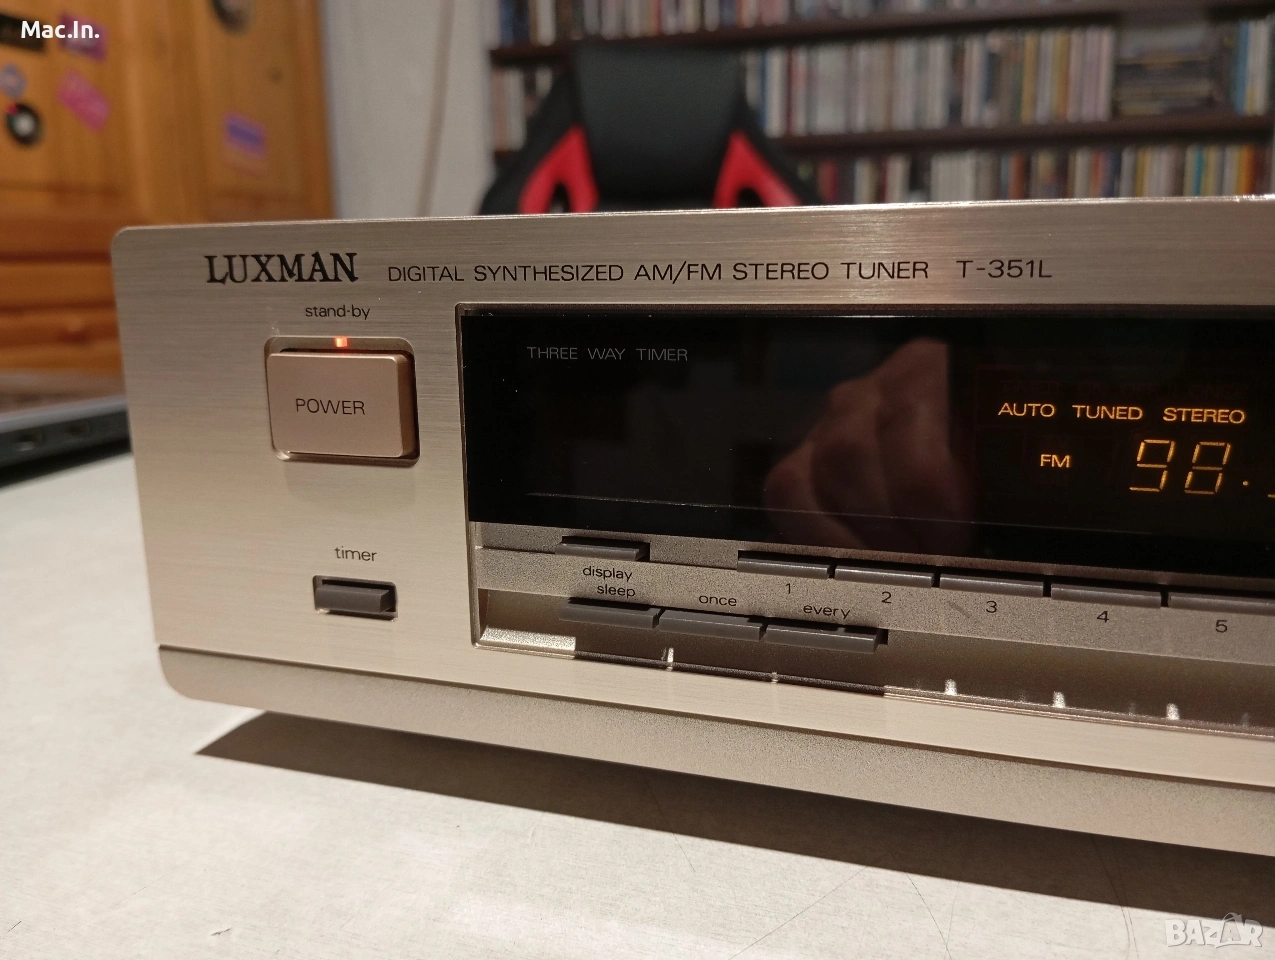 Mac.In.
LUXMAN DIGITAL SYNTHESIZED AM/FM STEREO TUNER T-351L
stand-by
THREE WAY TIMER
POWER
AUTO TUNED STEREO
FM 98.
timer
display
sleep once every
1 2 3 4 5
BAZAR